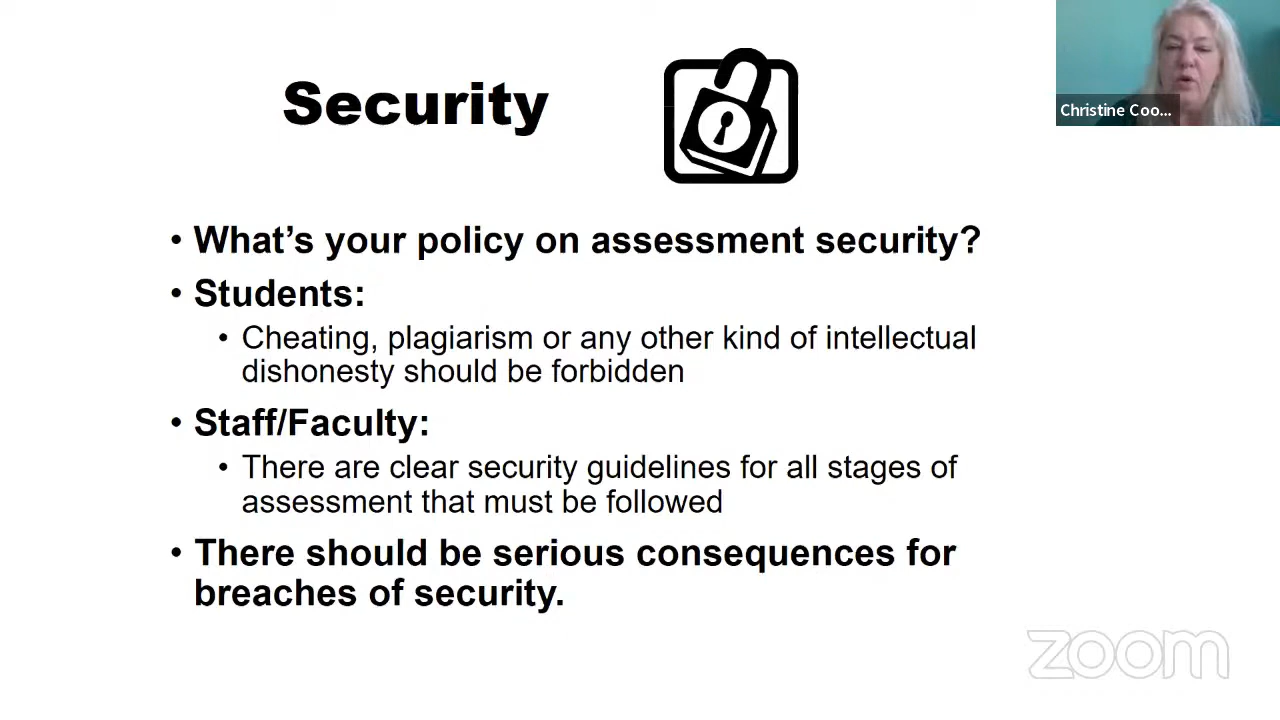 Security
Christine Coo...
• What’s your policy on assessment security?
• Students:
• Cheating, plagiarism or any other kind of intellectual
dishonesty should be forbidden
• Staff/Faculty:
• There are clear security guidelines for all stages of
assessment that must be followed
• There should be serious consequences for
breaches of security.
zoom